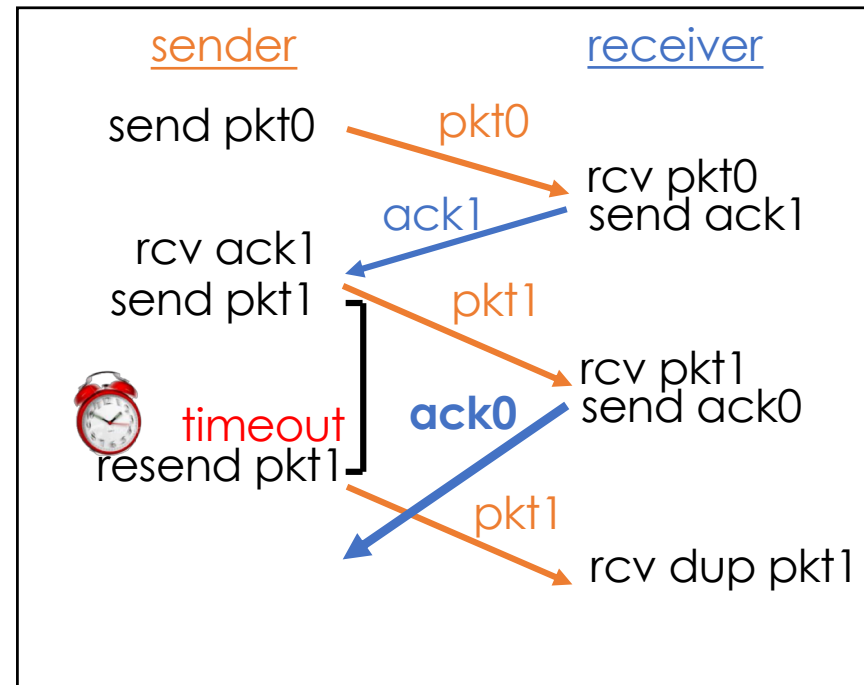 sender receiver
send pkt0
pkt0
rcv pkt0
ack1
send ack1
rcv ack1
send pkt1
pkt1
rcv pkt1
ack0
send ack0
timeout
resend pkt1
pkt1
rcv dup pkt1